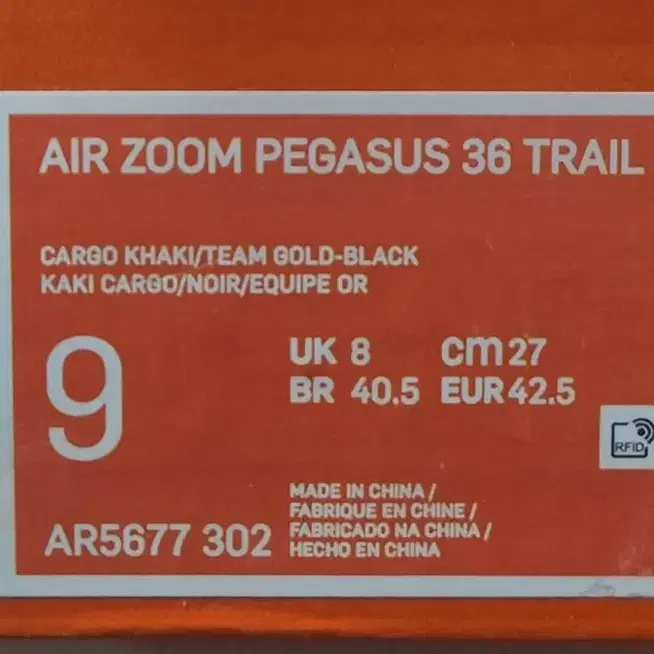 AIR ZOOM PEGASUS 36 TRAIL
CARGO KHAKI/TEAM GOLD-BLACK
KAKI CARGO/NOIR/EQUIPE OR
9
UK 8 cm 27
BR 40.5 EUR 42.5
RFID
MADE IN CHINA /
FABRIQUE EN CHINE /
FABRICADO NA CHINA /
HECHO EN CHINA
AR5677 302